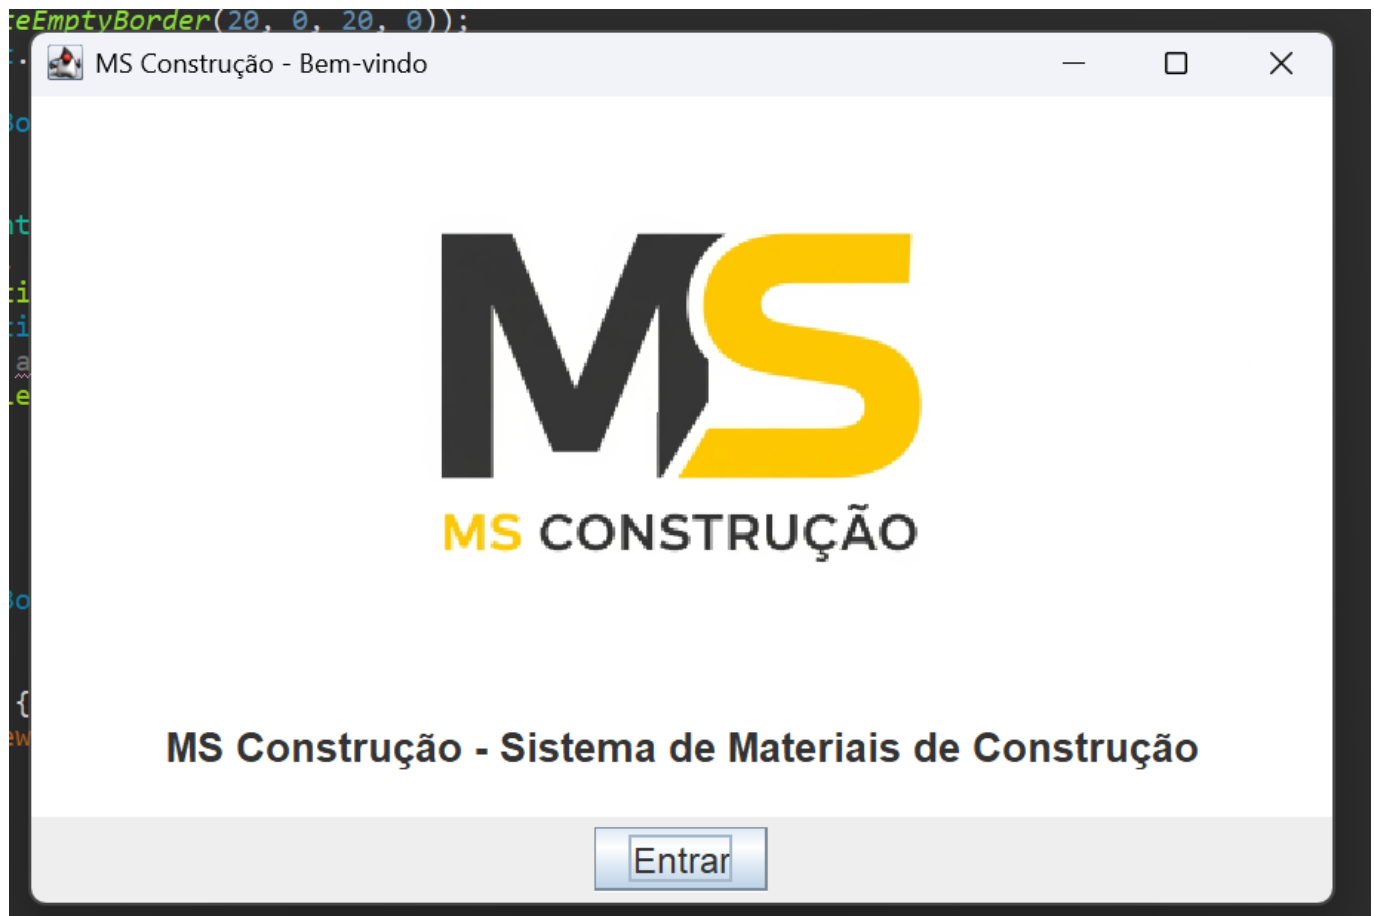 eEmptyBorder(20, 0, 20, 0));
MS Construção - Bem-vindo
MS
MS CONSTRUÇÃO
MS Construção - Sistema de Materiais de Construção
Entrar